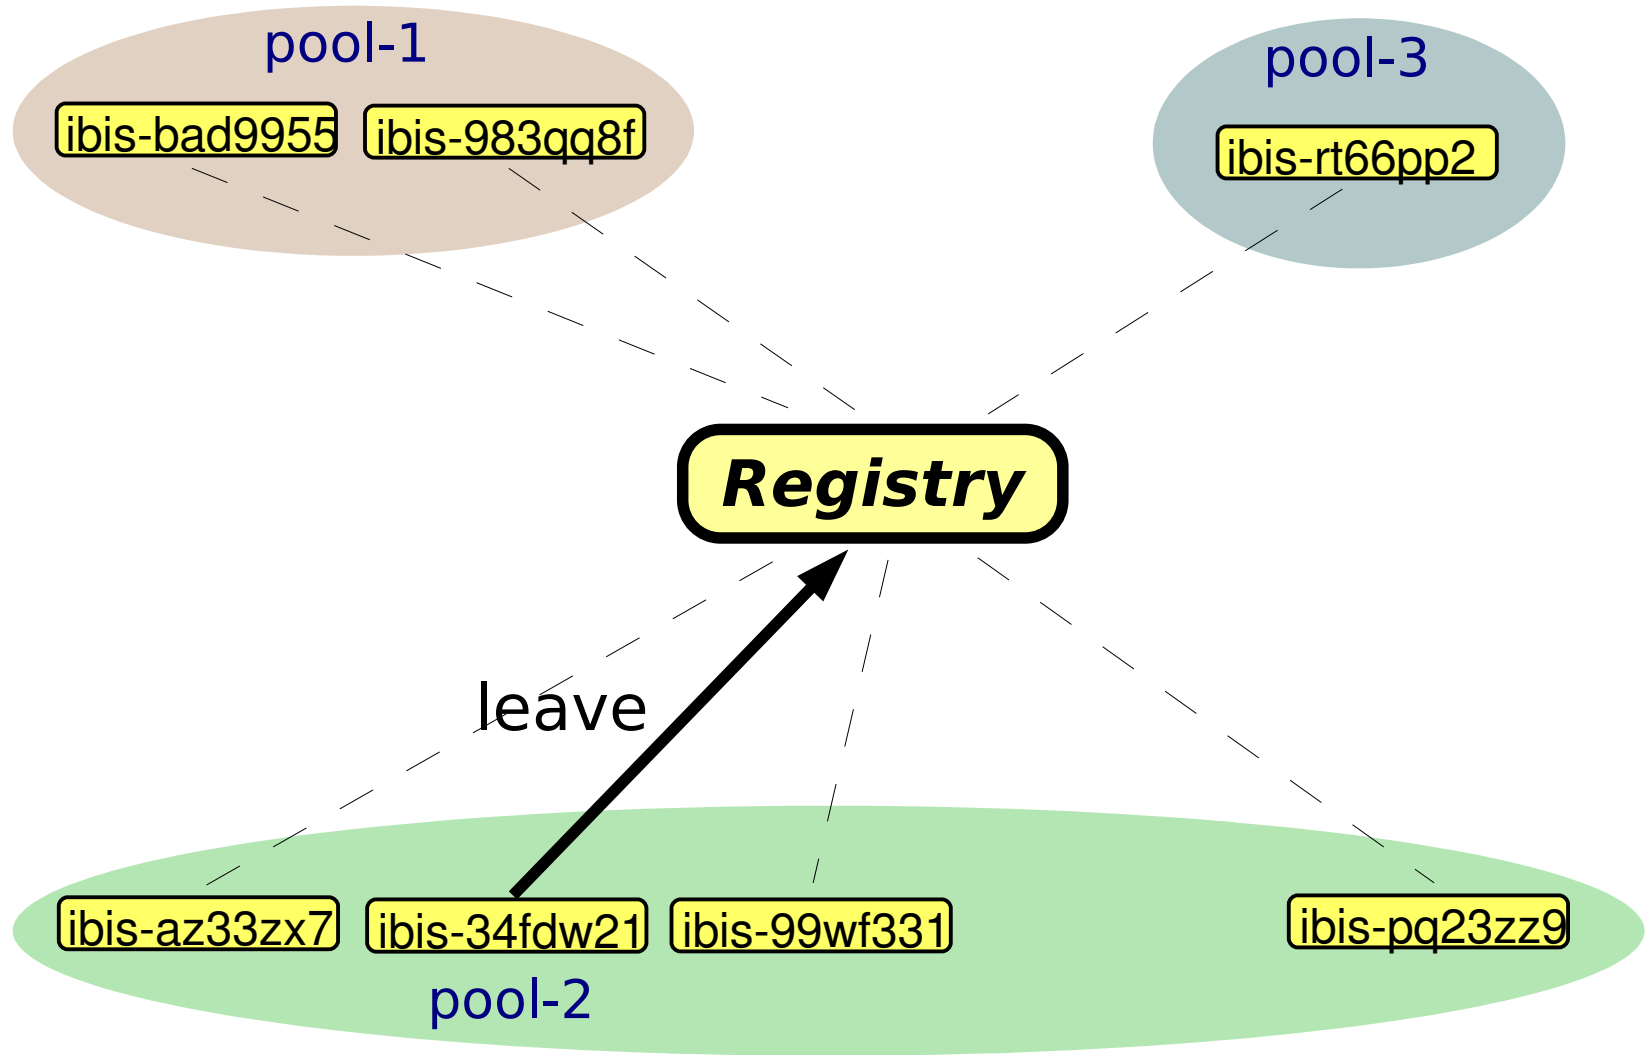 pool-1
ibis-bad9955
ibis-983qq8f
pool-3
ibis-rt66pp2
Registry
leave
ibis-az33zx7
ibis-34fdw21
ibis-99wf331
ibis-pq23zz9
pool-2